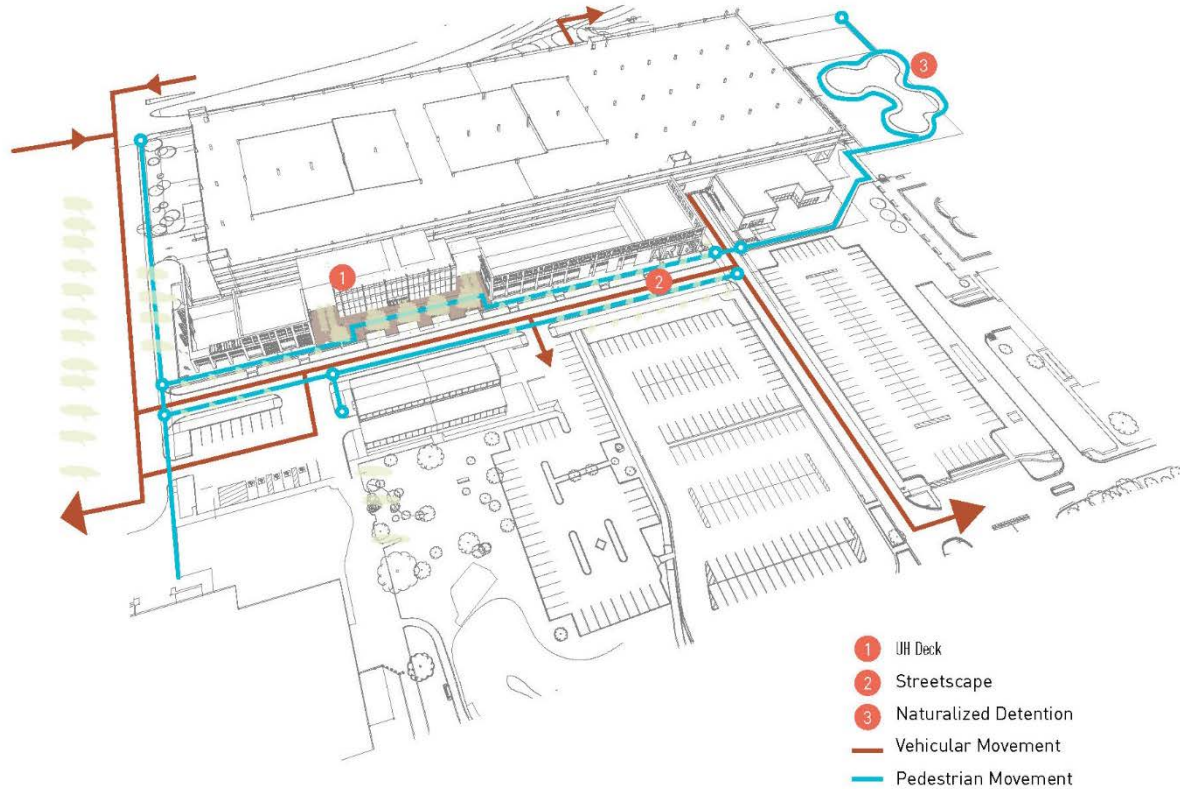 3
1
2
1 UH Deck
2 Streetscape
3 Naturalized Detention
Vehicular Movement
Pedestrian Movement